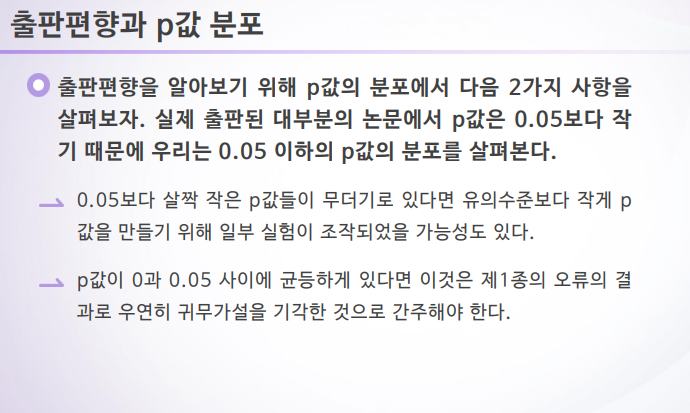 출판편향과 p값 분포
출판편향을 알아보기 위해 p값의 분포에서 다음 2가지 사항을
살펴보자. 실제 출판된 대부분의 논문에서 p값은 0.05보다 작
기 때문에 우리는 0.05 이하의 p값의 분포를 살펴본다.
0.05보다 살짝 작은 p값들이 무더기로 있다면 유의수준보다 작게 p
값을 만들기 위해 일부 실험이 조작되었을 가능성도 있다.
p값이 0과 0.05 사이에 균등하게 있다면 이것은 제1종의 오류의 결
과로 우연히 귀무가설을 기각한 것으로 간주해야 한다.